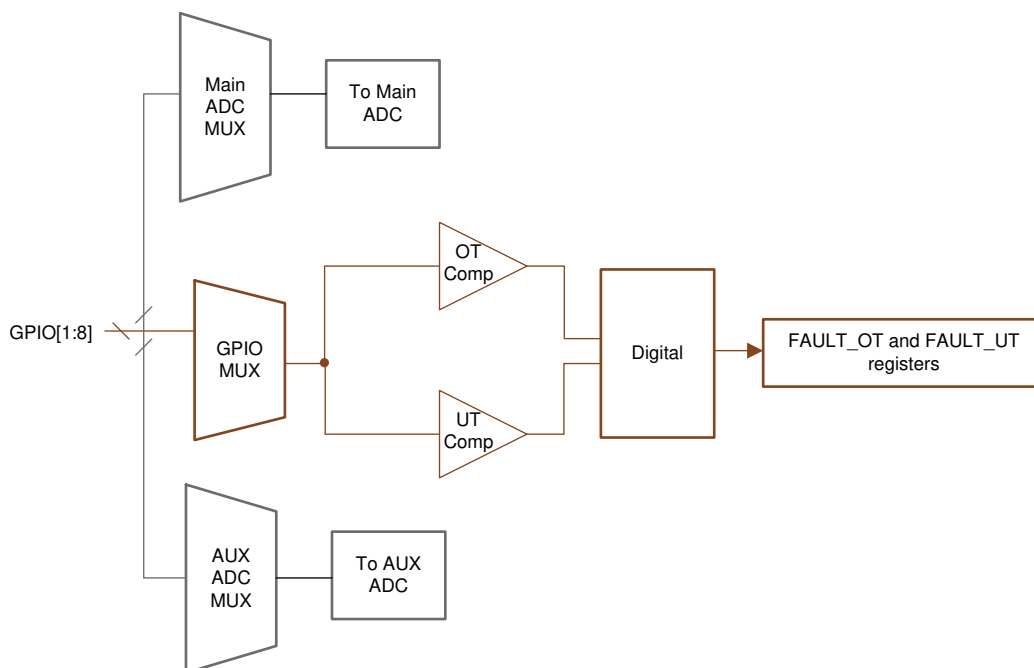 Main
ADC
MUX
To Main
ADC
GPIO[1:8]
GPIO
MUX
OT
Comp
UT
Comp
Digital
FAULT_OT and FAULT_UT
registers
AUX
ADC
MUX
To AUX
ADC